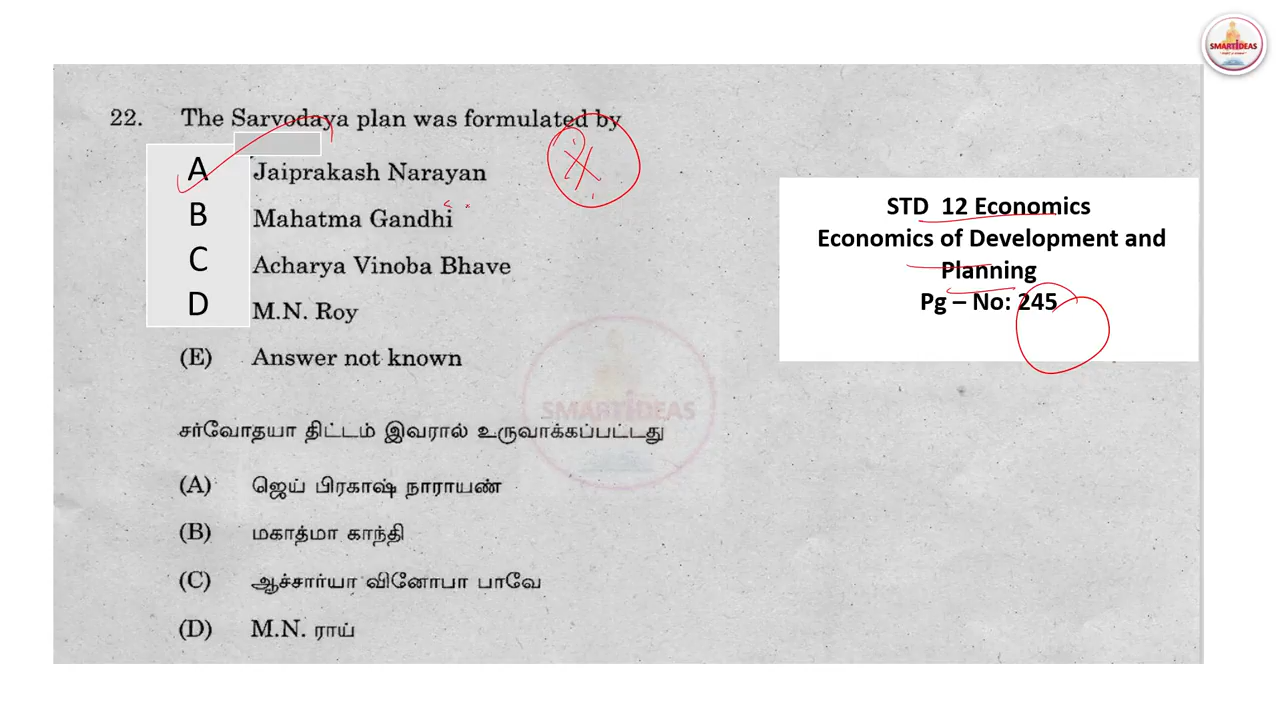 SMARTIDEAS
22. The Sarvodaya plan was formulated by
A Jaiprakash Narayan
B Mahatma Gandhi
C Acharya Vinoba Bhave
D M.N. Roy
(E) Answer not known
சர்வோதயா திட்டம் இவரால் உருவாக்கப்பட்டது
(A) ஜெய் பிரகாஷ் நாராயண்
(B) மகாத்மா காந்தி
(C) ஆச்சார்யா வினோபா பாவே
(D) M.N. ராய்
STD 12 Economics
Economics of Development and
Planning
Pg – No: 245
SMARTIDEAS